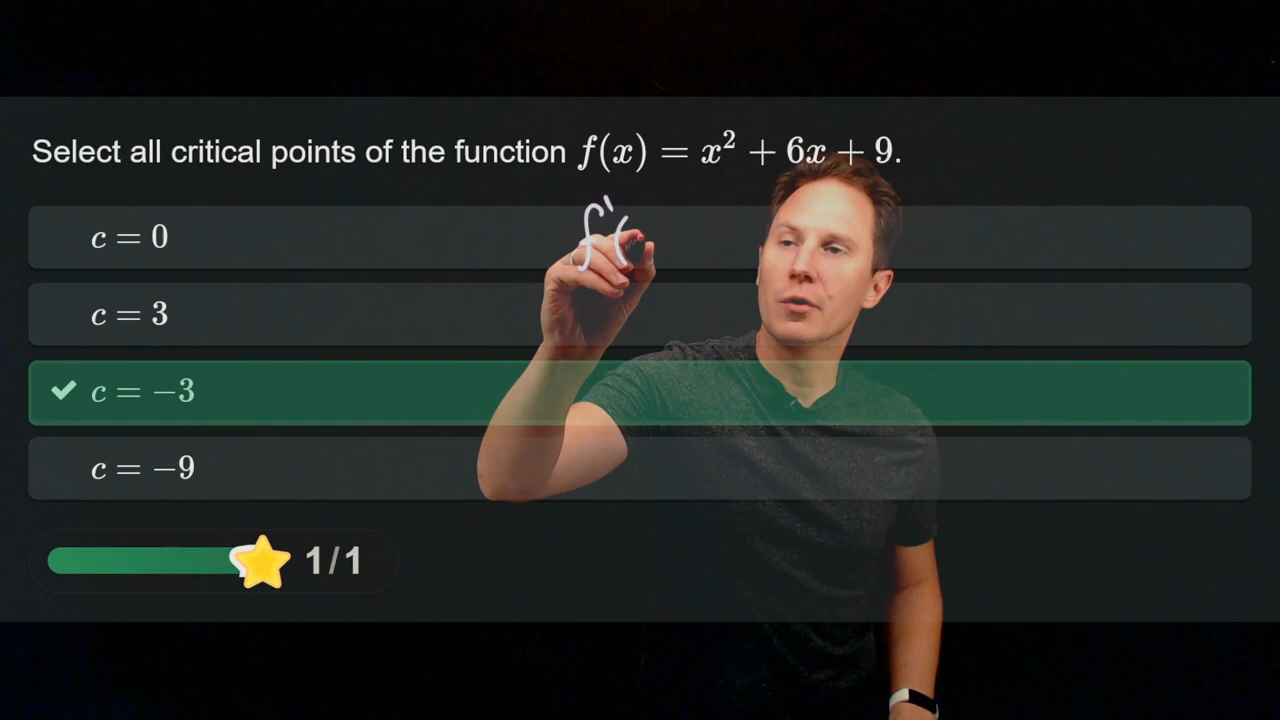 Select all critical points of the function f(x) = x² + 6x + 9.
f'(
c = 0
c = 3
c = −3
c = −9
1/1